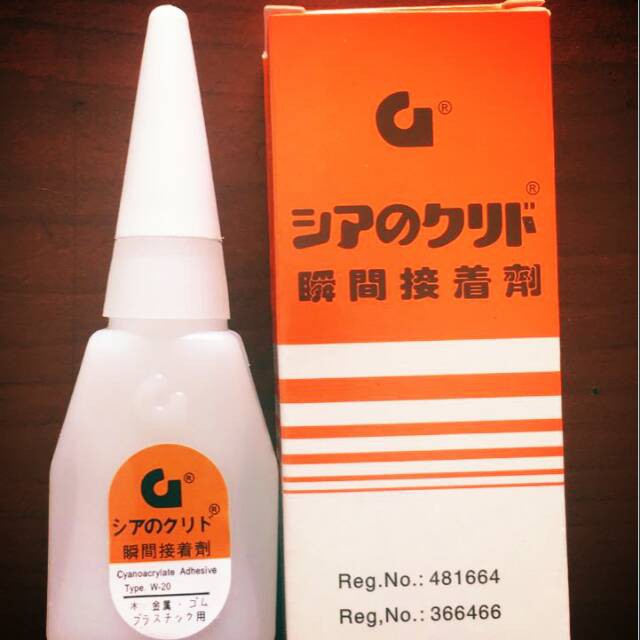 ®
シアのクリド®
瞬間接着劑
Reg.No.: 481664
Reg,No.: 366466
®
シアのクリド®
瞬間接着劑
Cyanoacrylate Adhesive
Type W-20
木・金属・ゴム
プラスチック用